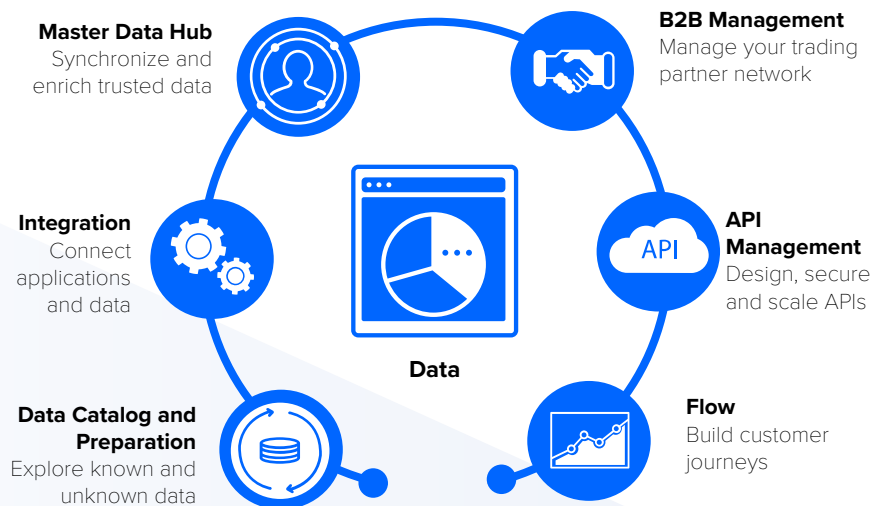 Master Data Hub
Synchronize and
enrich trusted data
B2B Management
Manage your trading
partner network
Integration
Connect
applications
and data
API
API
Management
Design, secure
and scale APIs
Data
Data Catalog and
Preparation
Explore known and
unknown data
Flow
Build customer
journeys